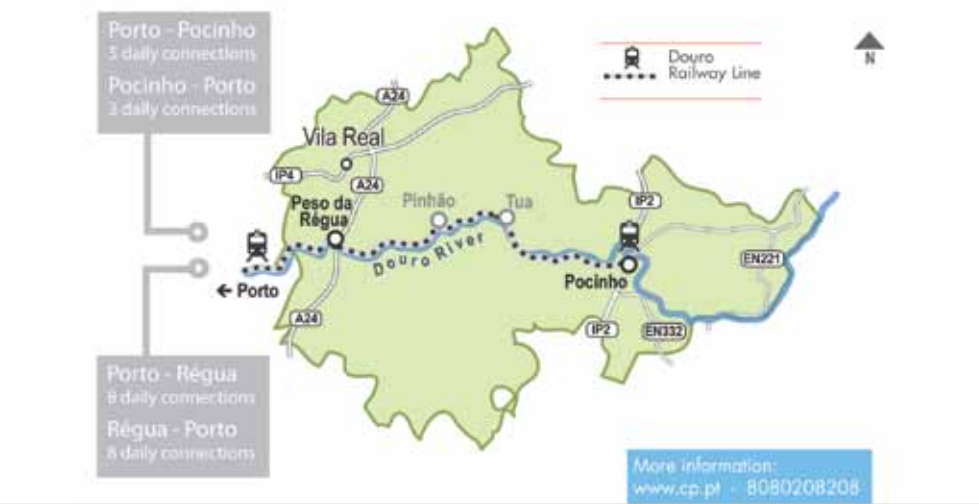 Porto - Pocinho
daily connections
Pocinho - Porto
3 daily connections
Douro
Railway Line
N
A24
Vila Real
IP4
A24
Peso da
Régua
Pinhão
Tua
IP2
Douro River
EN221
Pocinho
← Porto
A24
IP2
EN332
Porto - Régua
8 daily connections
Régua - Porto
8 daily connections
More information:
www.cp.pt - 8080208208